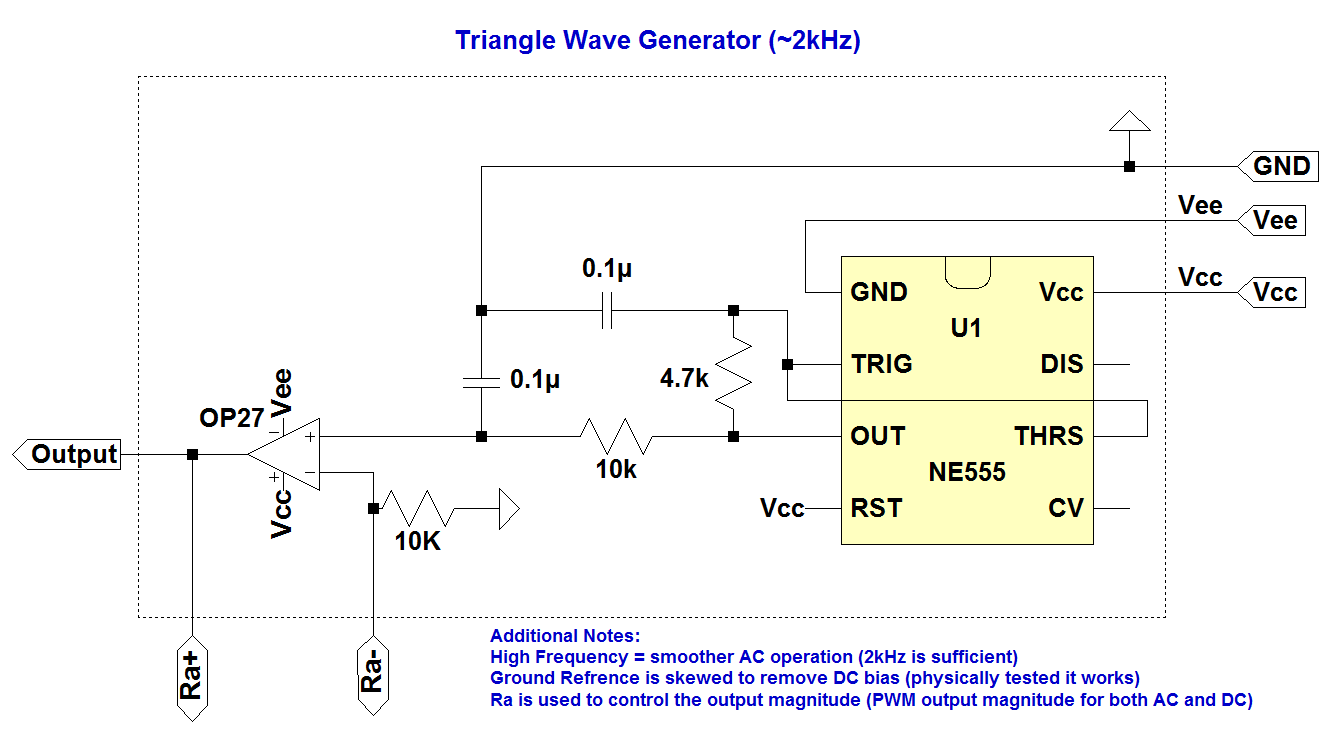 Triangle Wave Generator (~2kHz)
GND
Vee
Vee
Vcc
Vcc
0.1µ
0.1µ
4.7k
10k
GND
Vcc
U1
TRIG
DIS
OUT
THRS
NE555
Vcc
RST
CV
OP27
Vee
+
−
−
+
Vcc
Output
10K
Ra+
Ra-
Additional Notes:
High Frequency = smoother AC operation (2kHz is sufficient)
Ground Refrence is skewed to remove DC bias (physically tested it works)
Ra is used to control the output magnitude (PWM output magnitude for both AC and DC)